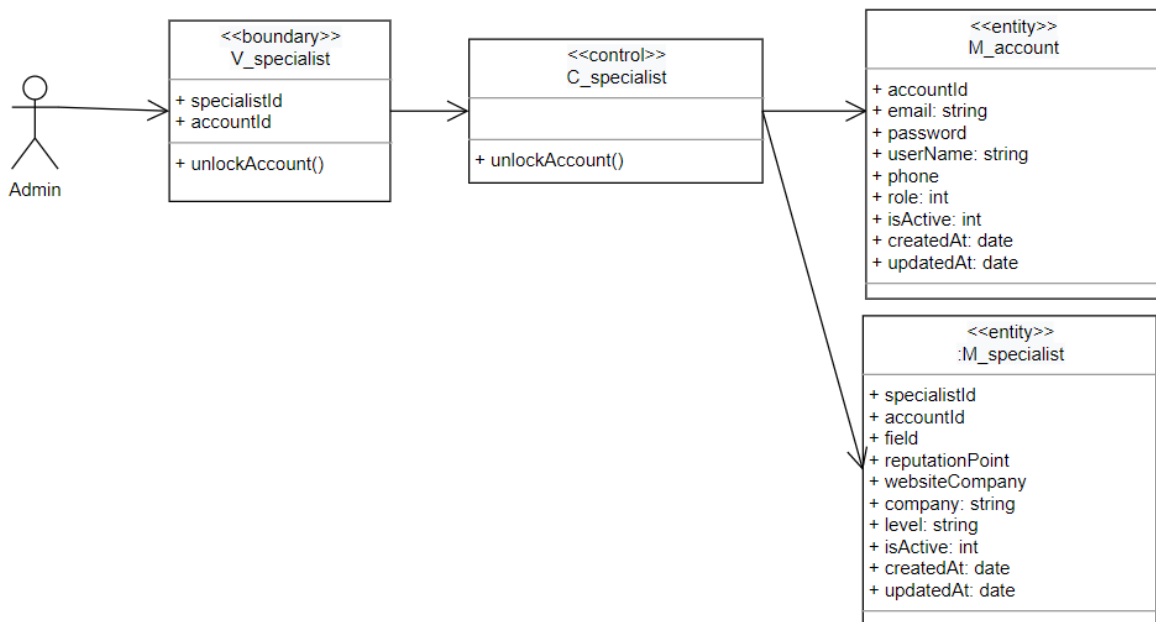 Admin
<<boundary>>
V_specialist
+ specialistId
+ accountId
+ unlockAccount()
<<control>>
C_specialist
+ unlockAccount()
<<entity>>
M_account
+ accountId
+ email: string
+ password
+ userName: string
+ phone
+ role: int
+ isActive: int
+ createdAt: date
+ updatedAt: date
<<entity>>
:M_specialist
+ specialistId
+ accountId
+ field
+ reputationPoint
+ websiteCompany
+ company: string
+ level: string
+ isActive: int
+ createdAt: date
+ updatedAt: date